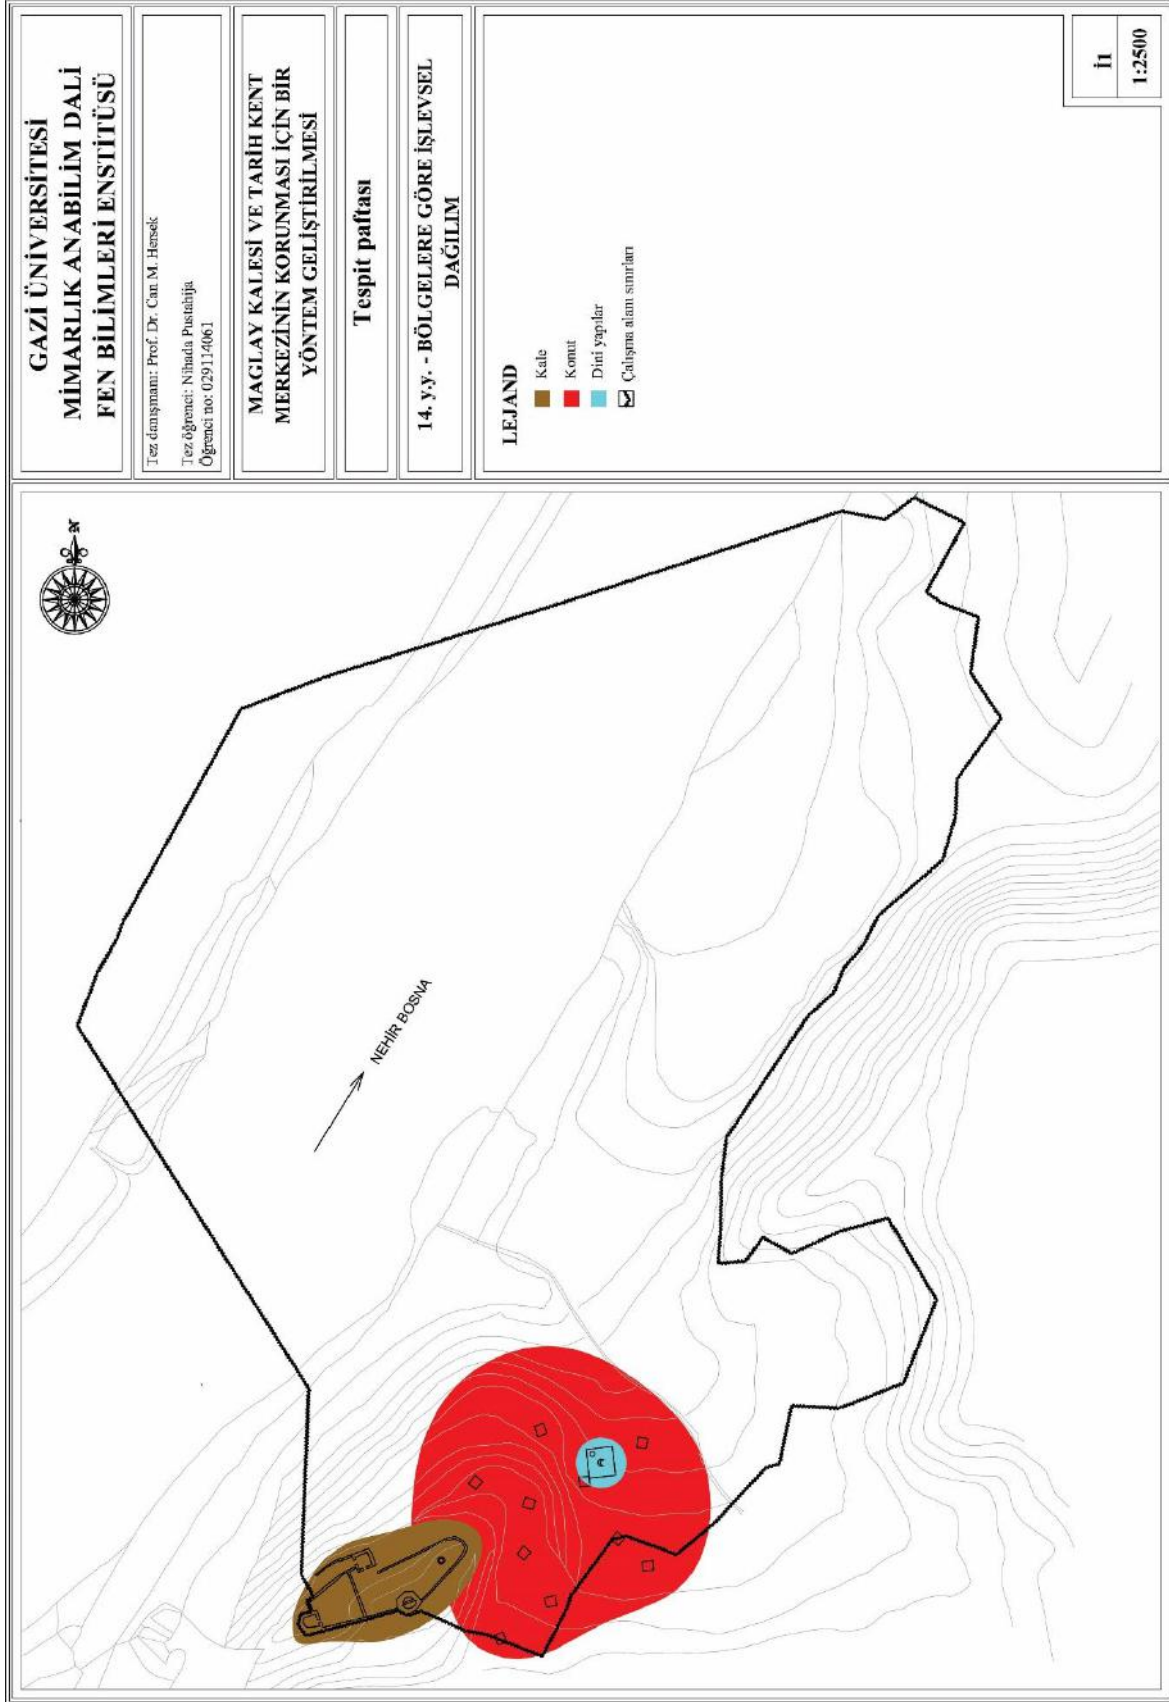 GAZİ ÜNİVERSİTESİ
MİMARLIK ANABİLİM DALİ
FEN BİLİMLERİ ENSTİTÜSÜ
Tez danışmanı: Prof. Dr. Can M. Hersek
Tez öğrenci: Nihada Pustahija
Öğrenci no: 029114061
MAGLAY KALESİ VE TARİH KENT
MERKEZİNİN KORUNMASI İÇİN BİR
YÖNTEM GELİŞTİRİLMESİ
Tespit paftası
14. y.y. - BÖLGELERE GÖRE İŞLEVSEL
DAĞILIM
LEJAND
Kale
Konut
Dini yapılar
Çalışma alanı sınırları
İ1
1:2500
N
NEHİR BOSNA